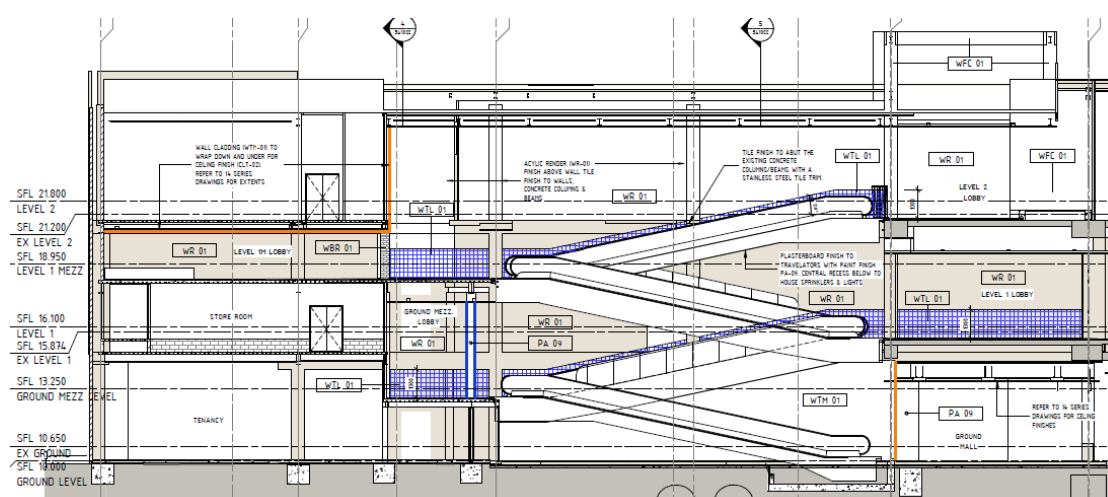 4
5
WFC 01
WALL CLADDING (WTY-01) TO
WRAP DOWN AND UNDER FOR
CEILING FINISH (CLT-02).
REFER TO 14 SERIES
DRAWINGS FOR EXTENTS
ACYLIC RENDER (WR-01)
FINISH ABOVE WALL TILE
FINISH TO WALLS,
CONCRETE COLUMNS &
BEAMS
TILE FINISH TO ABUT THE
EXISTING CONCRETE
COLUMNS/BEAMS WITH A
STAINLESS STEEL TILE TRIM.
WTL 01
WR 01
WFC 01
SFL 21.800
LEVEL 2
WTL 01
WR 01
LEVEL 2
LOBBY
SFL 21.200
EX LEVEL 2
WR 01
LEVEL 1M LOBBY
WBR 01
SFL 18.950
LEVEL 1 MEZZ
PLASTERBOARD FINISH TO
TRAVELATORS WITH PAINT FINISH
PA-09. CENTRAL RECESS BELOW TO
HOUSE SPRINKLERS & LIGHTS.
WR 01
LEVEL 1 LOBBY
WR 01
WTL 01
STORE ROOM
GROUND MEZZ.
LOBBY
WR 01
SFL 16.100
LEVEL 1
WR 01
PA 09
SFL 15.874
EX LEVEL 1
SFL 13.250
GROUND MEZZ LEVEL
WTL 01
WTM 01
PA 09
REFER TO 14 SERIES
DRAWINGS FOR CEILING
FINISHES
TENANCY
GROUND
MALL
SFL 10.650
EX GROUND
SFL 10.000
GROUND LEVEL